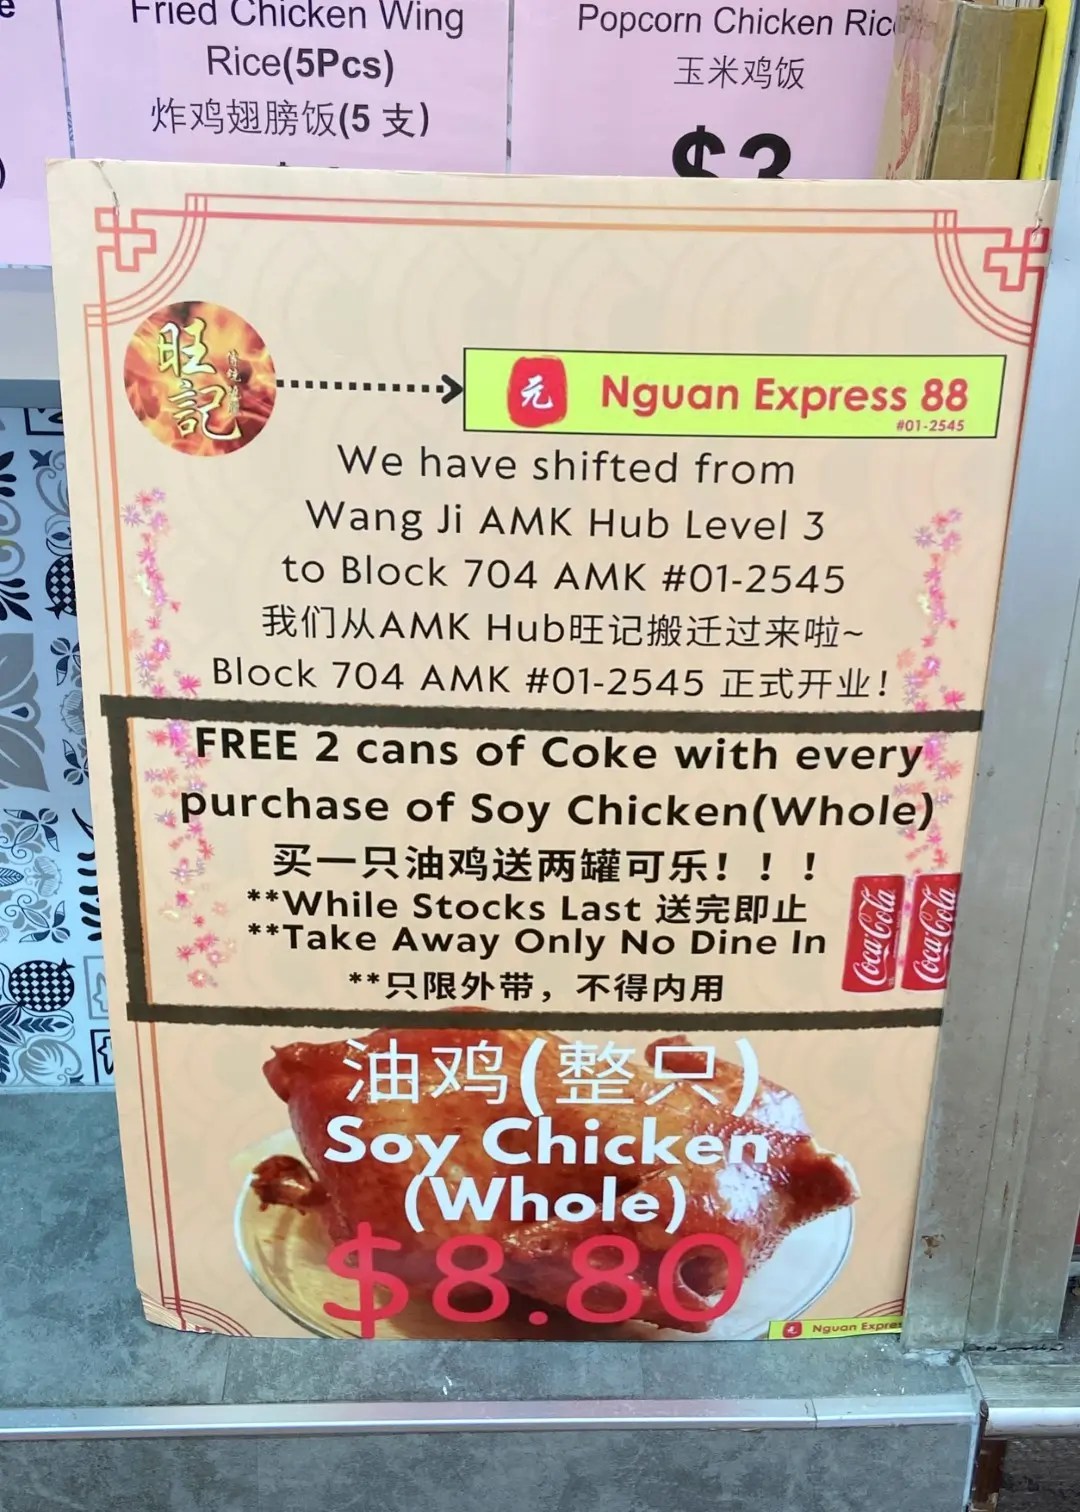 Fried Chicken Wing
Rice(5Pcs)
炸鸡翅膀饭(5 支)
Popcorn Chicken Ric
玉米鸡饭
$3
旺
記
元
Nguan Express 88
#01-2545
We have shifted from
Wang Ji AMK Hub Level 3
to Block 704 AMK #01-2545
我们从AMK Hub旺记搬迁过来啦~
Block 704 AMK #01-2545 正式开业!
FREE 2 cans of Coke with every
purchase of Soy Chicken(Whole)
买一只油鸡送两罐可乐！！！
**While Stocks Last 送完即止
**Take Away Only No Dine In
**只限外带，不得内用
Coca-Cola
Coca-Cola
油鸡(整只)
Soy Chicken
(Whole)
$8.80
Nguan Expre